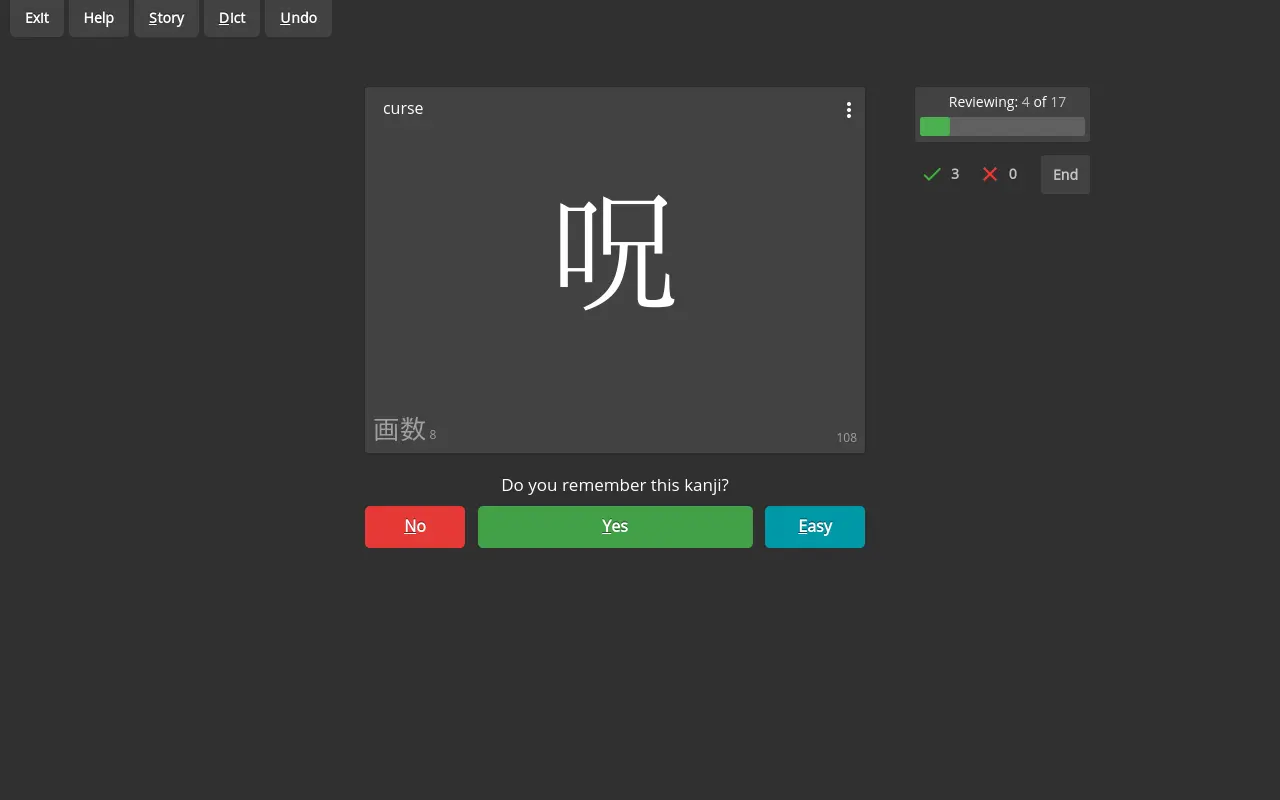 Exit Help Story Dict Undo
curse
呪
画数 8
108
Do you remember this kanji?
No Yes Easy
Reviewing: 4 of 17
3 0 End